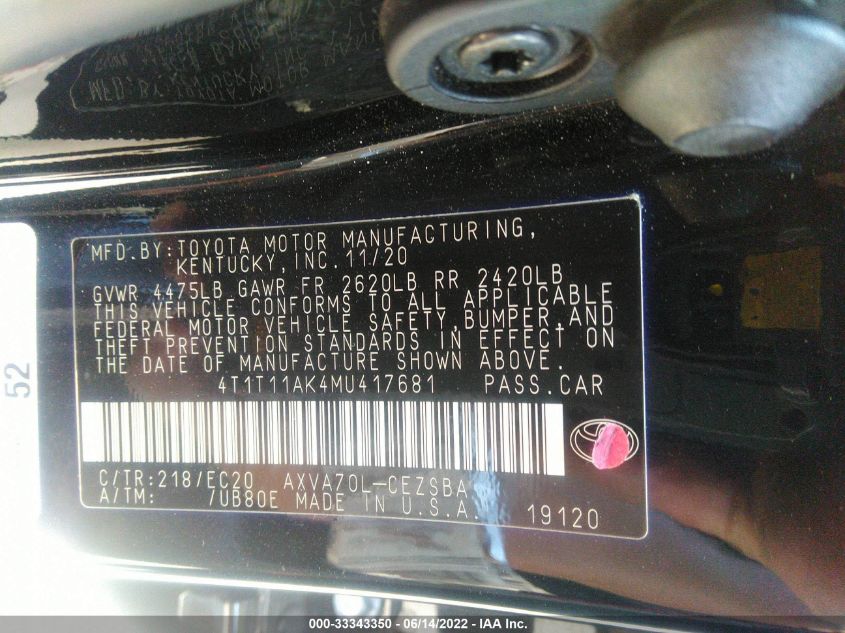 MFD.BY:TOYOTA MOTOR MANUFACTURING,
KENTUCKY,INC.11/20
GVWR 4475LB GAWR FR 2620LB RR 2420LB
THIS VEHICLE CONFORMS TO ALL APPLICABLE
FEDERAL MOTOR VEHICLE SAFETY,BUMPER,AND
THEFT PREVENTION STANDARDS IN EFFECT ON
THE DATE OF MANUFACTURE SHOWN ABOVE.
4T1T11AK4MU417681 PASS.CAR
C/TR:218/EC20 AXVA70L-CEZSBA
A/TM: /UB80E MADE IN U.S.A. 19120
52
000-33343350 - 06/14/2022 - IAA Inc.